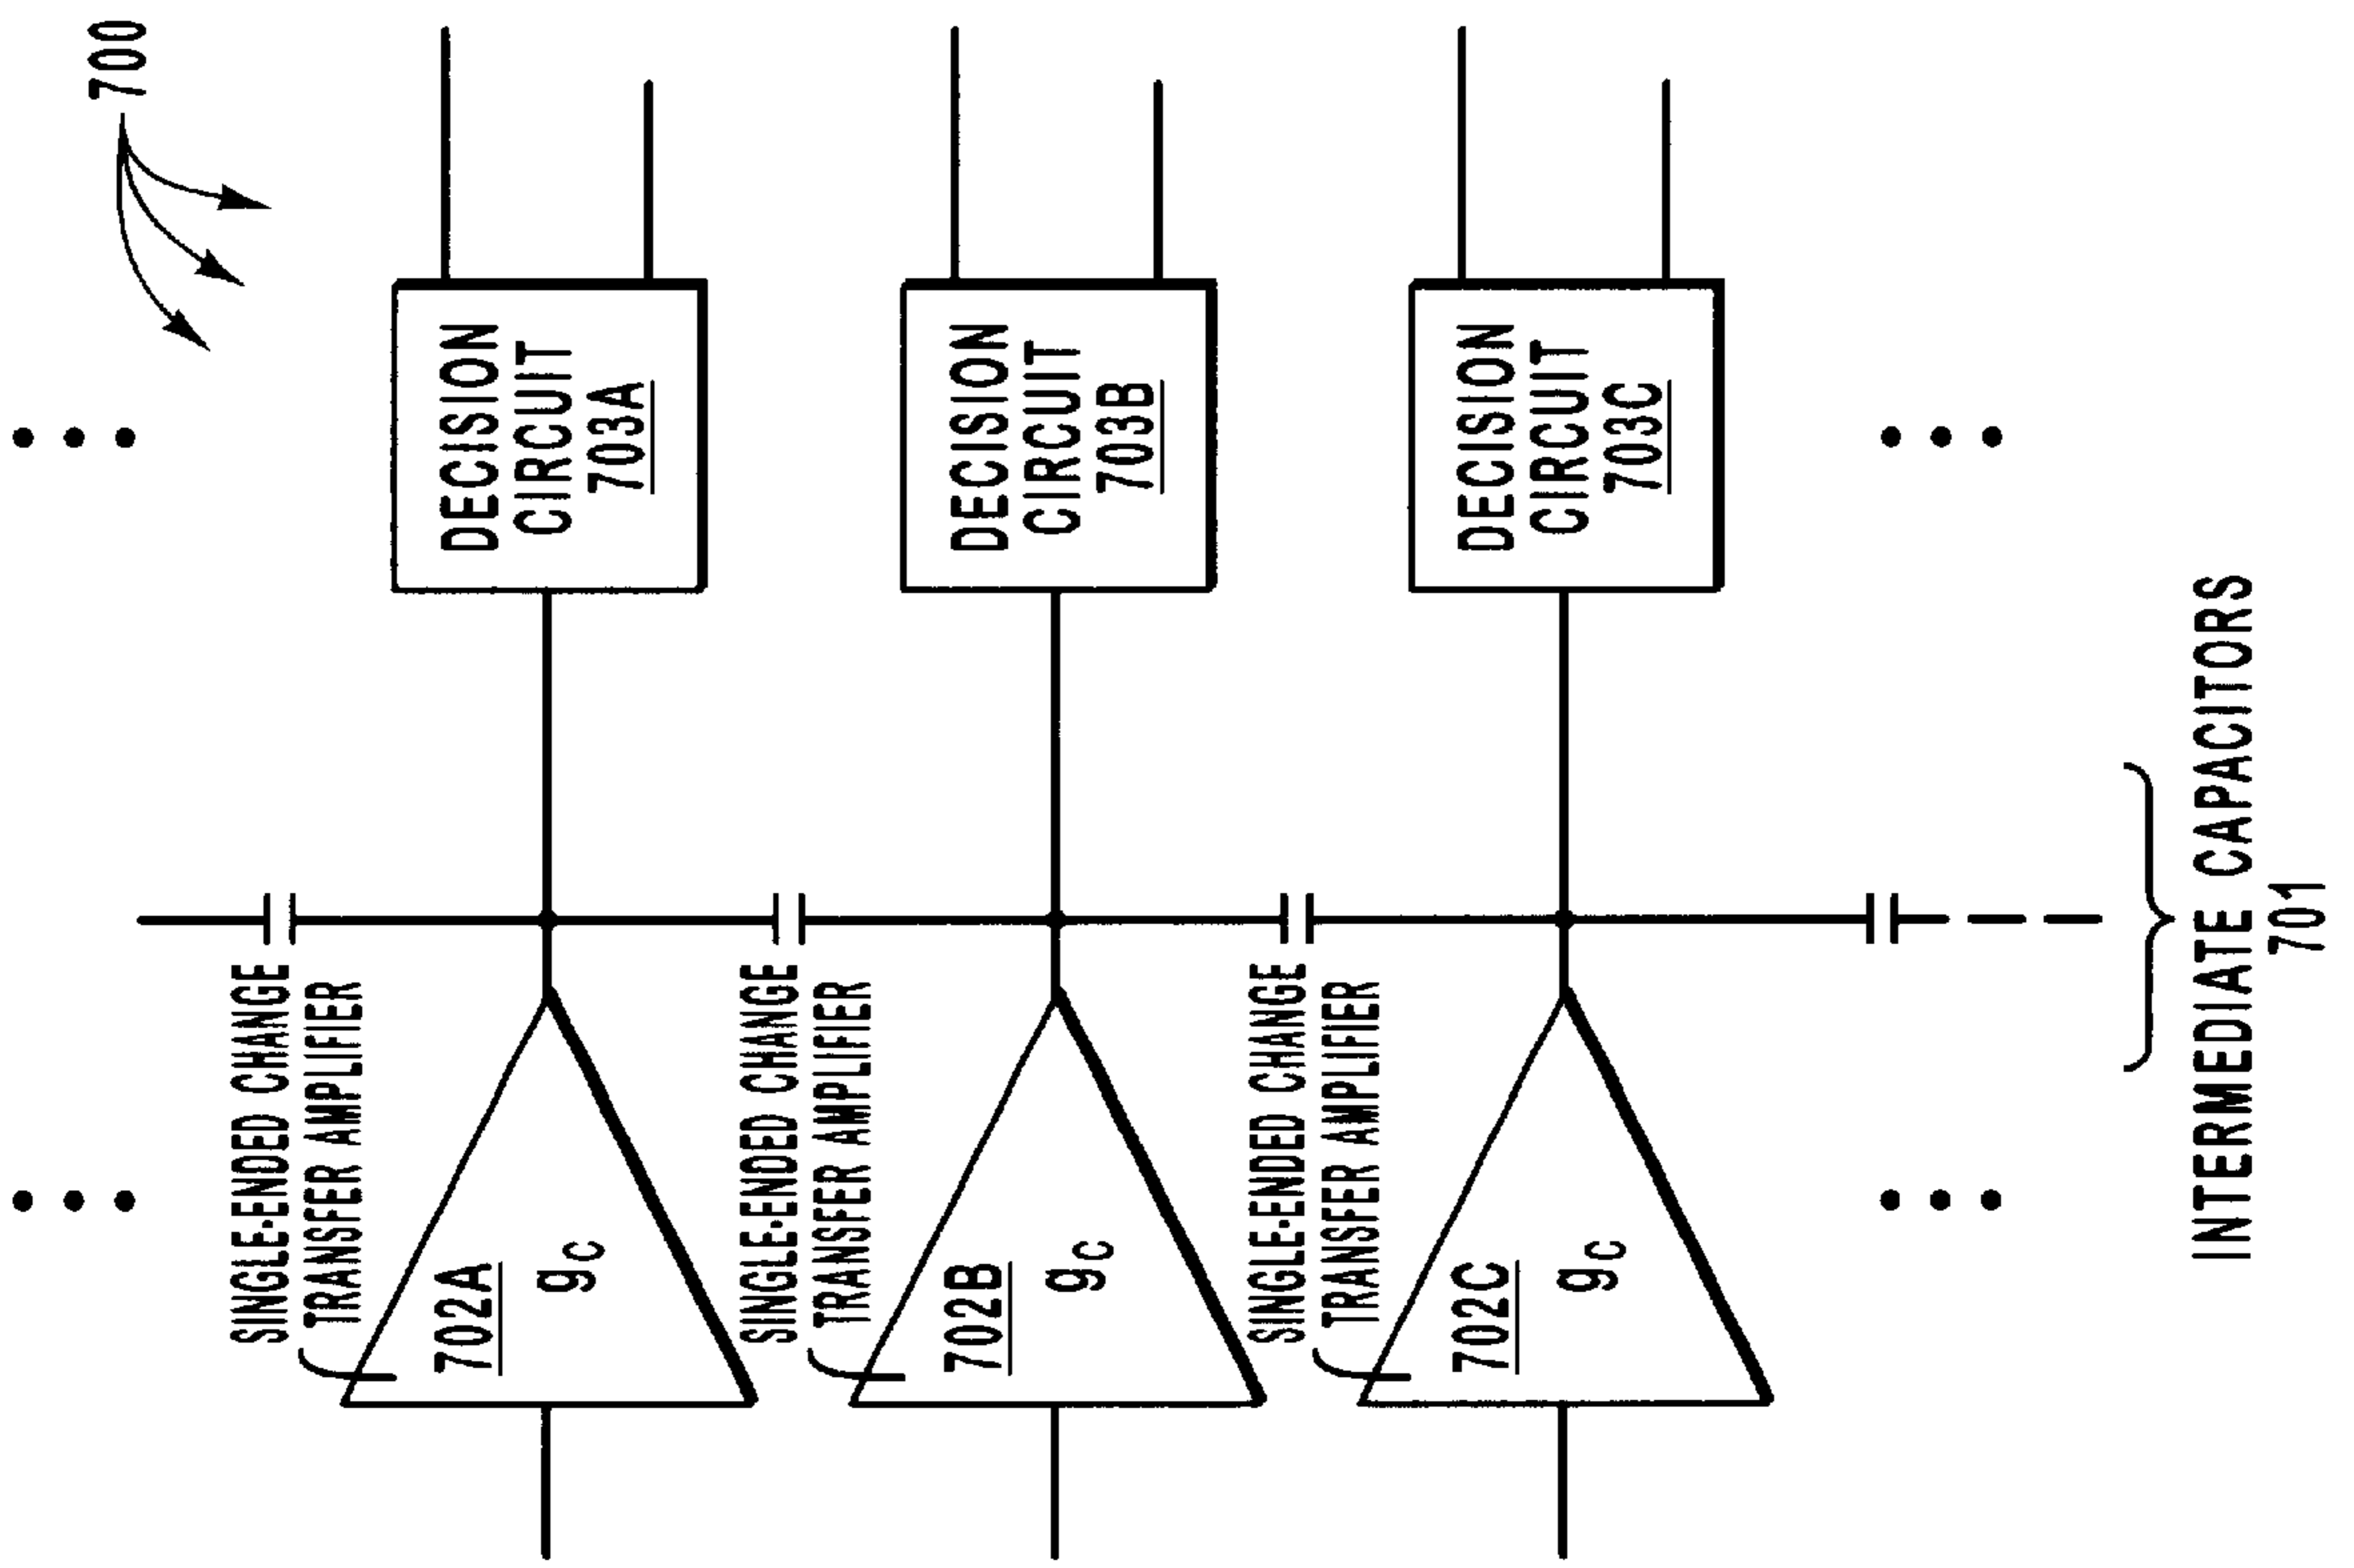 700
SINGLE-ENDED CHANGE
TRANSFER AMPLIFIER
702A
gC
DECISION
CIRCUIT
703A
SINGLE-ENDED CHANGE
TRANSFER AMPLIFIER
702B
gC
DECISION
CIRCUIT
703B
SINGLE-ENDED CHANGE
TRANSFER AMPLIFIER
702C
gC
DECISION
CIRCUIT
703C
INTERMEDIATE CAPACITORS
701